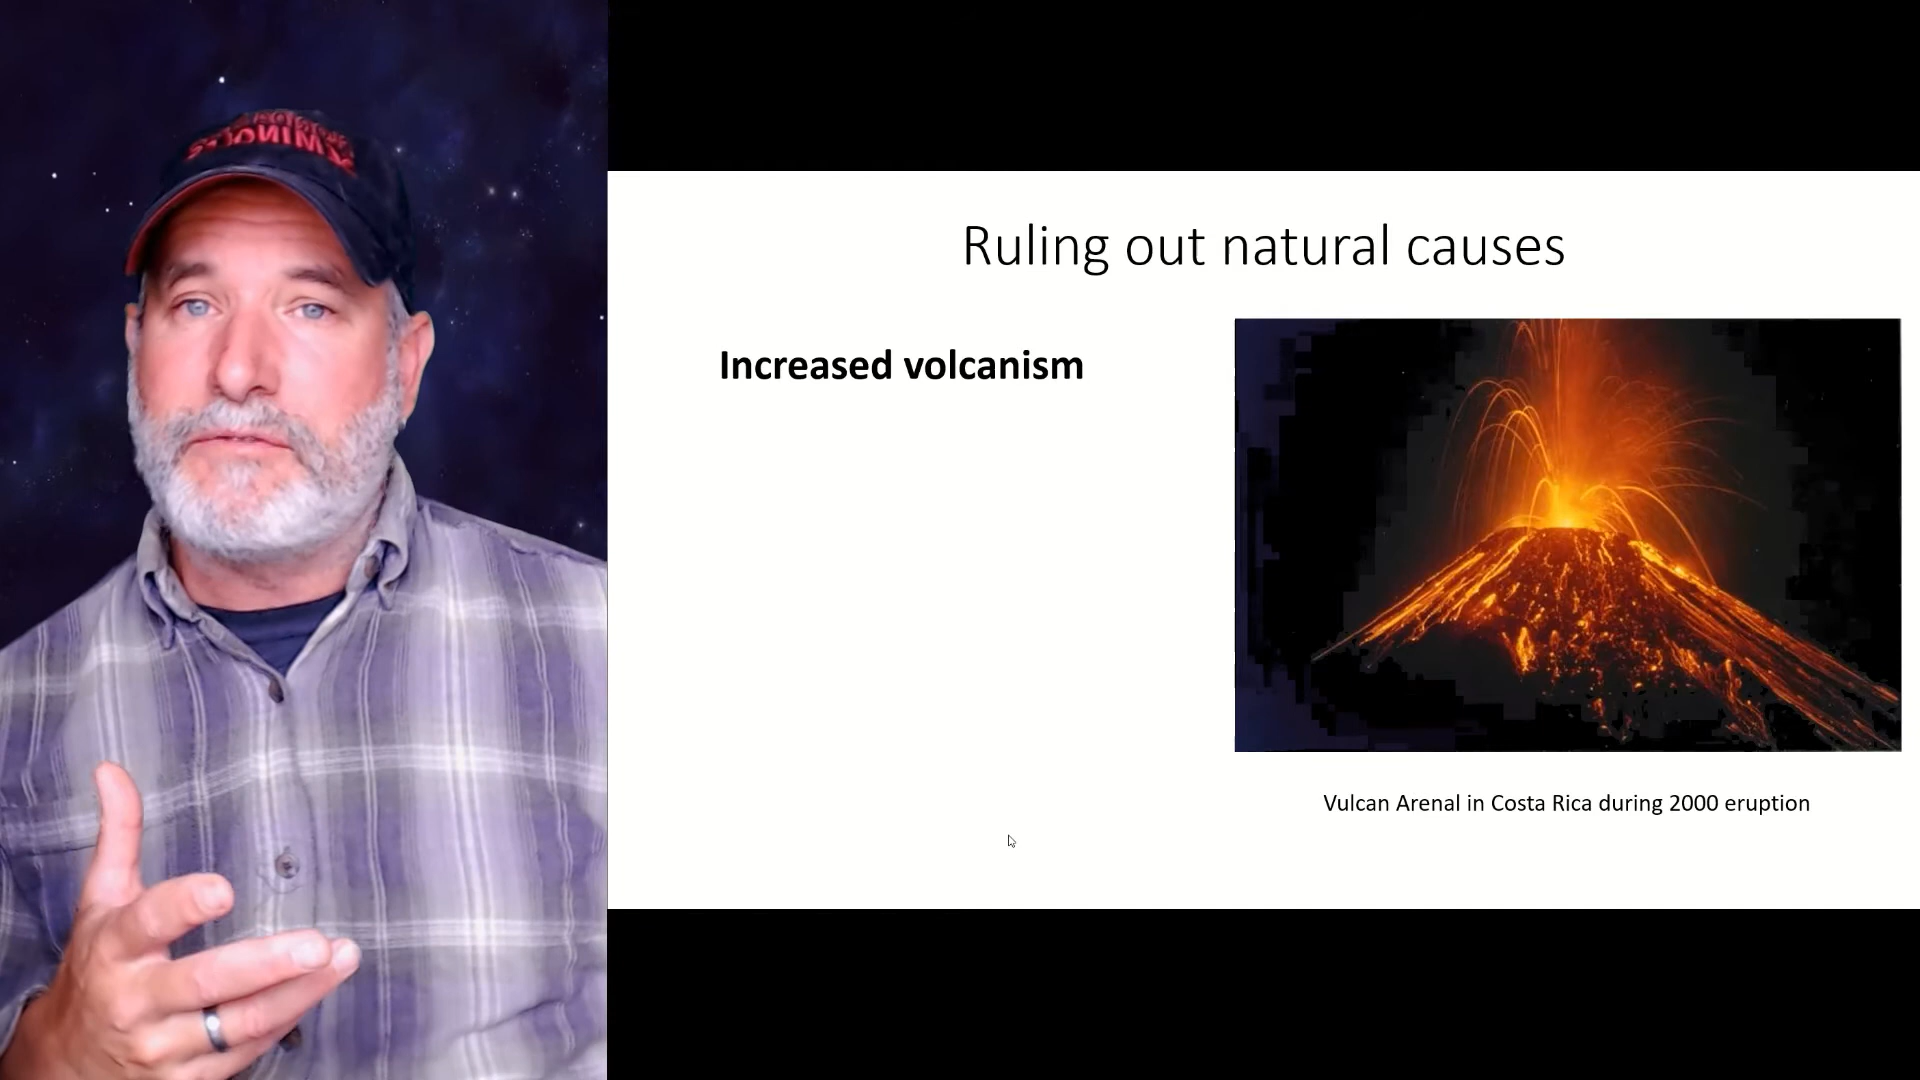 Ruling out natural causes
Increased volcanism
Vulcan Arenal in Costa Rica during 2000 eruption